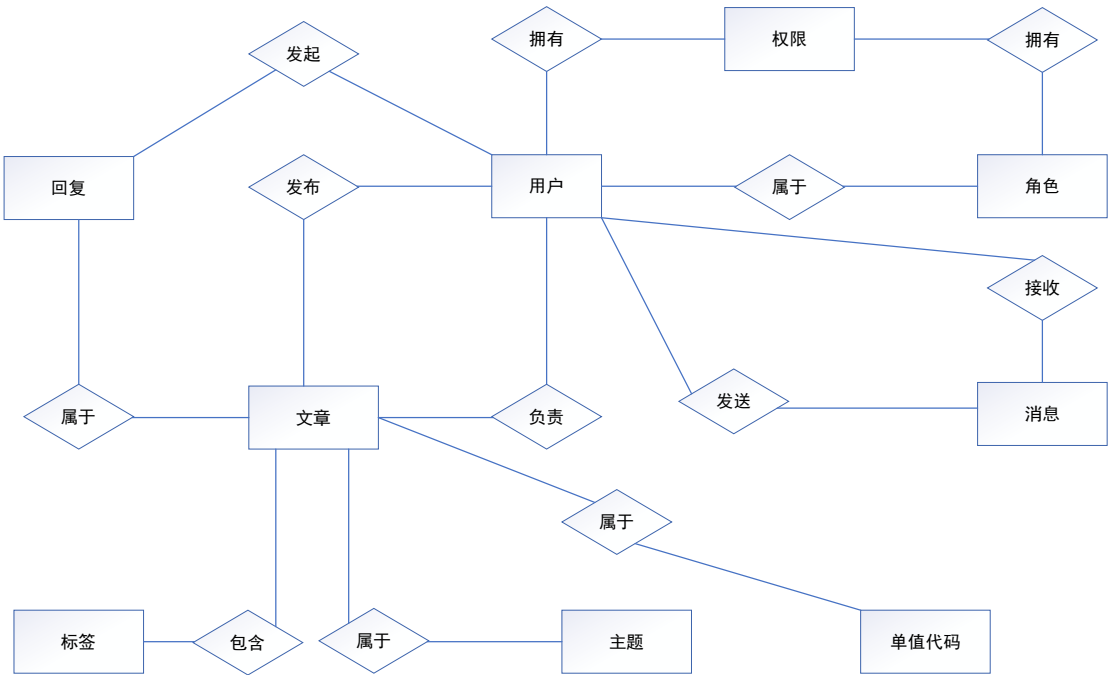 发起
拥有
权限
拥有
回复
发布
用户
属于
角色
接收
属于
文章
负责
发送
消息
属于
标签
包含
属于
主题
单值代码